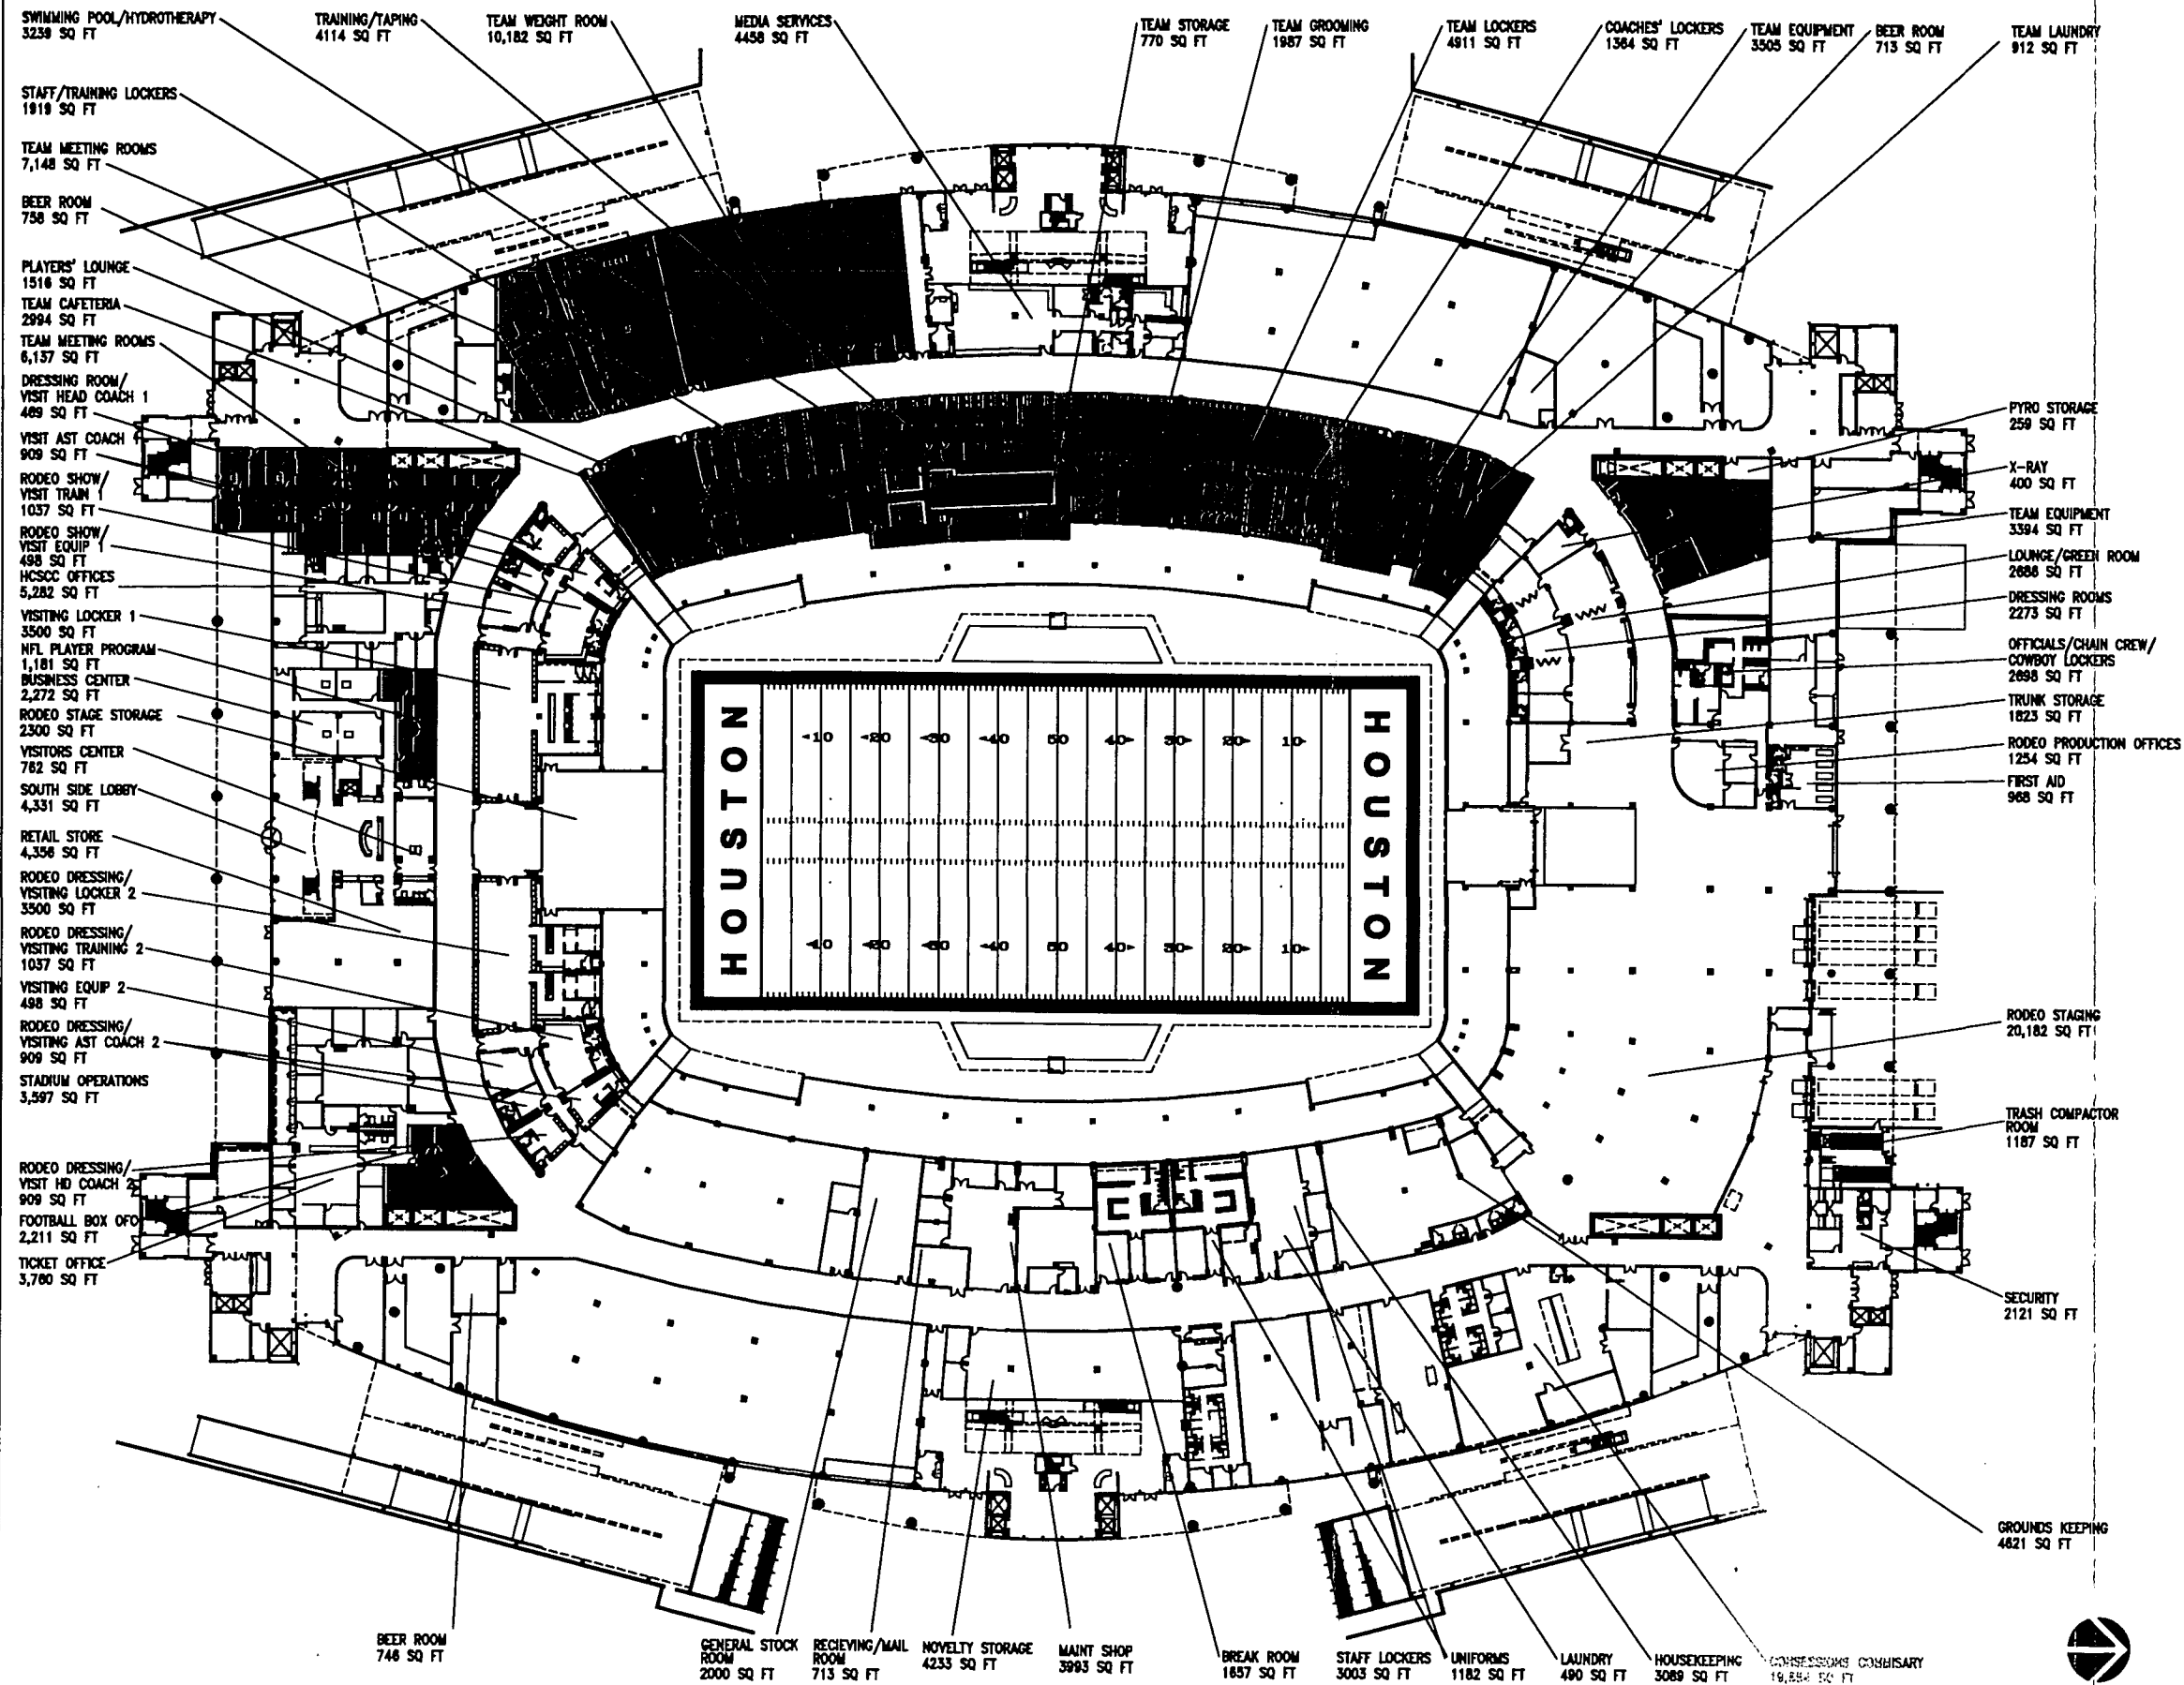 SWIMMING POOL/HYDROTHERAPY
3239 SQ FT
TRAINING/TAPING
4114 SQ FT
TEAM WEIGHT ROOM
10,182 SQ FT
MEDIA SERVICES
4458 SQ FT
TEAM STORAGE
770 SQ FT
TEAM GROOMING
1987 SQ FT
TEAM LOCKERS
4911 SQ FT
COACHES' LOCKERS
1364 SQ FT
TEAM EQUIPMENT
3505 SQ FT
BEER ROOM
713 SQ FT
TEAM LAUNDRY
912 SQ FT
STAFF/TRAINING LOCKERS
1919 SQ FT
TEAM MEETING ROOMS
7,148 SQ FT
BEER ROOM
758 SQ FT
PLAYERS' LOUNGE
1516 SQ FT
TEAM CAFETERIA
2994 SQ FT
TEAM MEETING ROOMS
6,137 SQ FT
DRESSING ROOM/
VISIT HEAD COACH 1
469 SQ FT
VISIT AST COACH 1
909 SQ FT
RODEO SHOW/
VISIT TRAIN 1
1037 SQ FT
RODEO SHOW/
VISIT EQUIP 1
498 SQ FT
HCSCC OFFICES
5,282 SQ FT
VISITING LOCKER 1
3500 SQ FT
NFL PLAYER PROGRAM
1,181 SQ FT
BUSINESS CENTER
2,272 SQ FT
RODEO STAGE STORAGE
2300 SQ FT
VISITORS CENTER
762 SQ FT
SOUTH SIDE LOBBY
4,331 SQ FT
RETAIL STORE
4,356 SQ FT
RODEO DRESSING/
VISITING LOCKER 2
3500 SQ FT
RODEO DRESSING/
VISITING TRAINING 2
1037 SQ FT
VISITING EQUIP 2
498 SQ FT
RODEO DRESSING/
VISITING AST COACH 2
909 SQ FT
STADIUM OPERATIONS
3,597 SQ FT
RODEO DRESSING/
VISIT HD COACH 2
909 SQ FT
FOOTBALL BOX OFC
2,211 SQ FT
TICKET OFFICE
3,760 SQ FT
HOUSTON
◄10 ◄20 ◄30 ◄40 50 40► 30► 20► 10►
◄10 ◄20 ◄30 ◄40 50 40► 30► 20► 10►
HOUSTON
PYRO STORAGE
259 SQ FT
X-RAY
400 SQ FT
TEAM EQUIPMENT
3394 SQ FT
LOUNGE/GREEN ROOM
2686 SQ FT
DRESSING ROOMS
2273 SQ FT
OFFICIALS/CHAIN CREW/
COWBOY LOCKERS
2698 SQ FT
TRUNK STORAGE
1823 SQ FT
RODEO PRODUCTION OFFICES
1254 SQ FT
FIRST AID
968 SQ FT
RODEO STAGING
20,182 SQ FT
TRASH COMPACTOR
ROOM
1187 SQ FT
SECURITY
2121 SQ FT
GROUNDS KEEPING
4621 SQ FT
BEER ROOM
746 SQ FT
GENERAL STOCK
ROOM
2000 SQ FT
RECIEVING/MAIL
ROOM
713 SQ FT
NOVELTY STORAGE
4233 SQ FT
MAINT SHOP
3993 SQ FT
BREAK ROOM
1657 SQ FT
STAFF LOCKERS
3003 SQ FT
UNIFORMS
1182 SQ FT
LAUNDRY
490 SQ FT
HOUSEKEEPING
3089 SQ FT
SQ FT